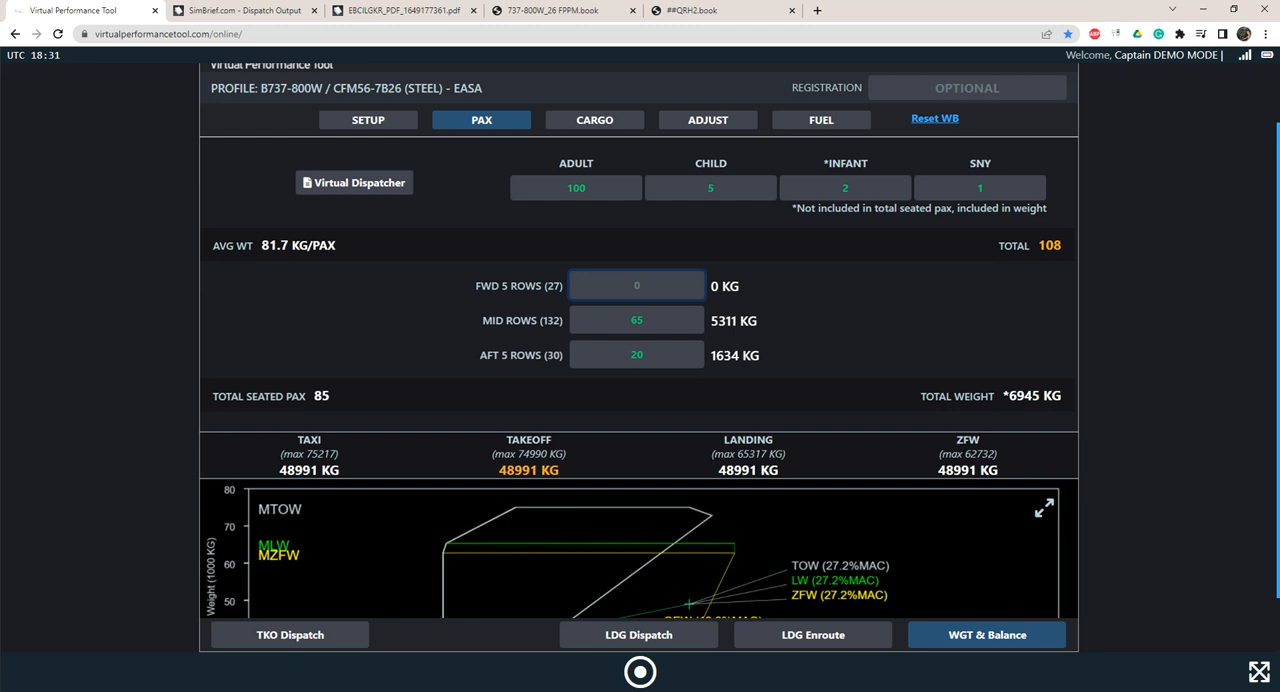 Virtual Performance Tool
SimBrief.com - Dispatch Output
EBCILGKR_PDF_1649177361.pdf
737-800W_26 FPPM.book
##QRH2.book
virtualperformancetool.com/online/
UTC 18:31
Welcome, Captain DEMO MODE |
Virtual Performance Tool
PROFILE: B737-800W / CFM56-7B26 (STEEL) - EASA
REGISTRATION
OPTIONAL
SETUP
PAX
CARGO
ADJUST
FUEL
Reset WB
Virtual Dispatcher
ADULT
CHILD
*INFANT
SNY
100
5
2
1
*Not included in total seated pax, included in weight
AVG WT 81.7 KG/PAX
TOTAL 108
FWD 5 ROWS (27) 0 0 KG
MID ROWS (132) 65 5311 KG
AFT 5 ROWS (30) 20 1634 KG
TOTAL SEATED PAX 85
TOTAL WEIGHT *6945 KG
TAXI
(max 75217)
48991 KG
TAKEOFF
(max 74990 KG)
48991 KG
LANDING
(max 65317 KG)
48991 KG
ZFW
(max 62732)
48991 KG
80
70
60
50
Weight (1000 KG)
MTOW
MLW
MZFW
TOW (27.2%MAC)
LW (27.2%MAC)
ZFW (27.2%MAC)
TKO Dispatch
LDG Dispatch
LDG Enroute
WGT & Balance